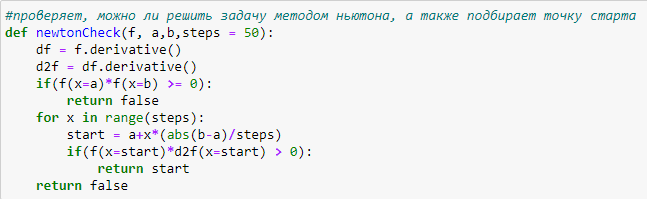 #проверяет, можно ли решить задачу методом ньютона, а также подбирает точку старта
def newtonCheck(f, a,b,steps = 50):
    df = f.derivative()
    d2f = df.derivative()
    if(f(x=a)*f(x=b) >= 0):
        return false
    for x in range(steps):
        start = a+x*(abs(b-a)/steps)
        if(f(x=start)*d2f(x=start) > 0):
            return start
    return false